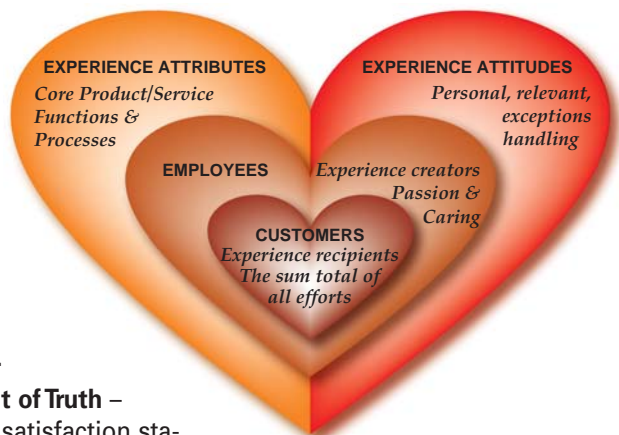 EXPERIENCE ATTRIBUTES
Core Product/Service
Functions &
Processes
EXPERIENCE ATTITUDES
Personal, relevant,
exceptions
handling
EMPLOYEES
Experience creators
Passion &
Caring
CUSTOMERS
Experience recipients
The sum total of
all efforts
t of Truth –
satisfaction sta-